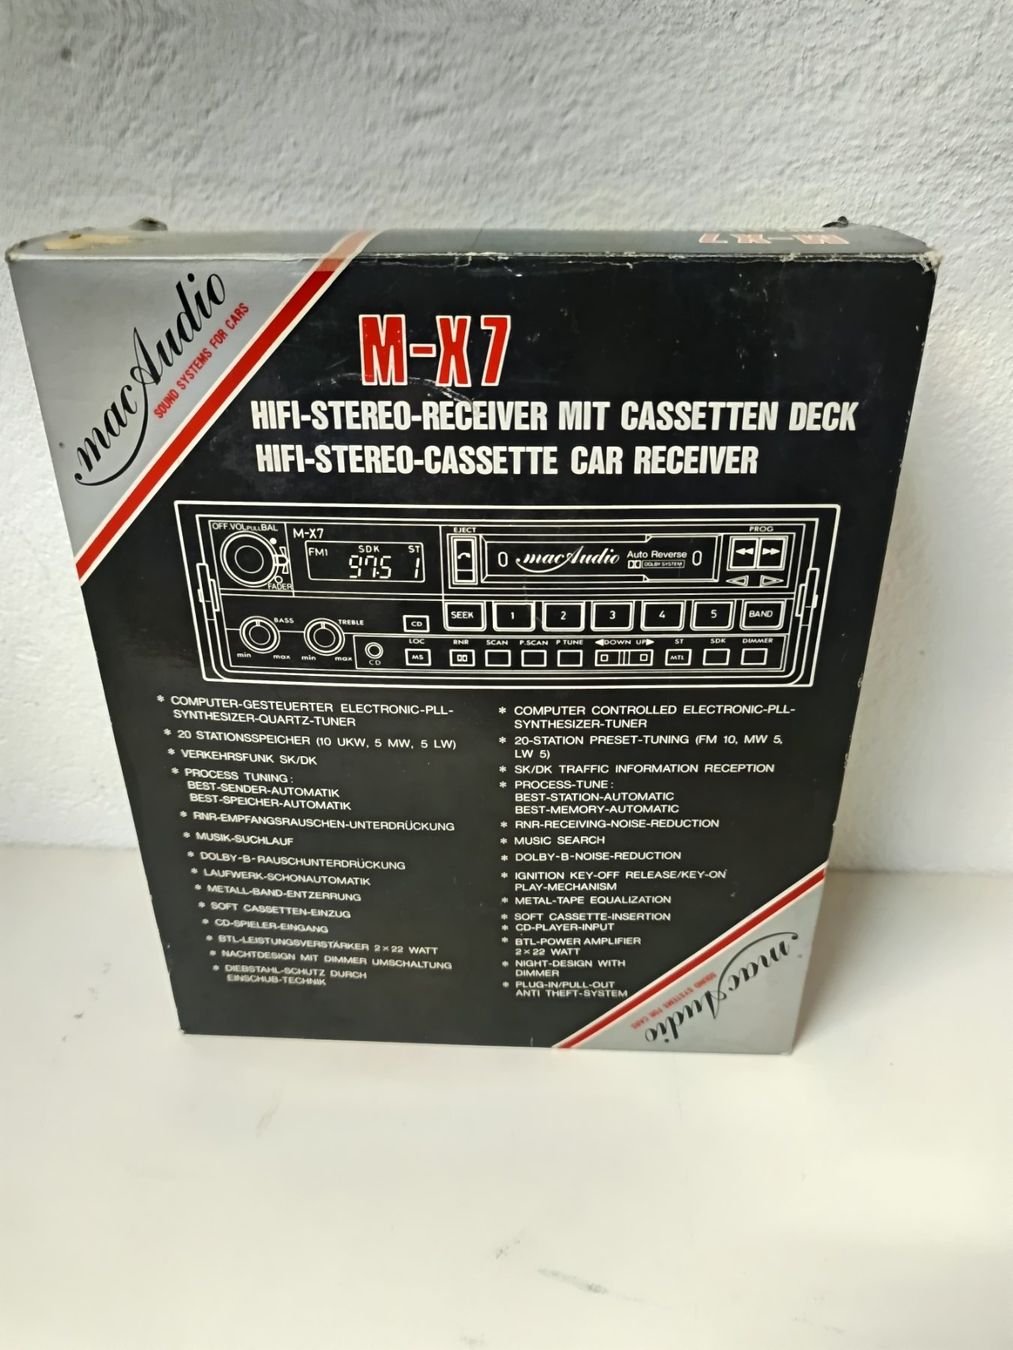 M-X7
macAudio
SOUND SYSTEMS FOR CARS
M-X7
HIFI-STEREO-RECEIVER MIT CASSETTEN DECK
HIFI-STEREO-CASSETTE CAR RECEIVER
OFF.VOL PULL BAL
FADER
M-X7
FM1 SDK ST
97.5 1
EJECT
macAudio
Auto Reverse
DOLBY SYSTEM
PROG
BASS
min max
TREBLE
min max
CD
CD
SEEK 1 2 3 4 5 BAND
LOC RNR SCAN P.SCAN P TUNE DOWN UP ST SDK DIMMER
MS MTL
* COMPUTER-GESTEUERTER ELECTRONIC-PLL-
SYNTHESIZER-QUARTZ-TUNER
* 20 STATIONSSPEICHER (10 UKW, 5 MW, 5 LW)
* VERKEHRSFUNK SK/DK
* PROCESS TUNING:
BEST-SENDER-AUTOMATIK
BEST-SPEICHER-AUTOMATIK
* RNR-EMPFANGSRAUSCHEN-UNTERDRÜCKUNG
* MUSIK-SUCHLAUF
* DOLBY-B-RAUSCHUNTERDRÜCKUNG
* LAUFWERK-SCHONAUTOMATIK
* METALL-BAND-ENTZERRUNG
* SOFT CASSETTEN-EINZUG
* CD-SPIELER-EINGANG
* BTL-LEISTUNGSVERSTÄRKER 2×22 WATT
* NACHTDESIGN MIT DIMMER UMSCHALTUNG
* DIEBSTAHL-SCHUTZ DURCH
EINSCHUB-TECHNIK
* COMPUTER CONTROLLED ELECTRONIC-PLL-
SYNTHESIZER-TUNER
* 20-STATION PRESET-TUNING (FM 10, MW 5,
LW 5)
* SK/DK TRAFFIC INFORMATION RECEPTION
* PROCESS-TUNE:
BEST-STATION-AUTOMATIC
BEST-MEMORY-AUTOMATIC
* RNR-RECEIVING-NOISE-REDUCTION
* MUSIC SEARCH
* DOLBY-B-NOISE-REDUCTION
* IGNITION KEY-OFF RELEASE/KEY-ON
PLAY-MECHANISM
* METAL-TAPE EQUALIZATION
* SOFT CASSETTE-INSERTION
* CD-PLAYER-INPUT
* BTL-POWER AMPLIFIER
2×22 WATT
* NIGHT-DESIGN WITH
DIMMER
* PLUG-IN/PULL-OUT
ANTI THEFT-SYSTEM
macAudio
SOUND SYSTEMS FOR CARS